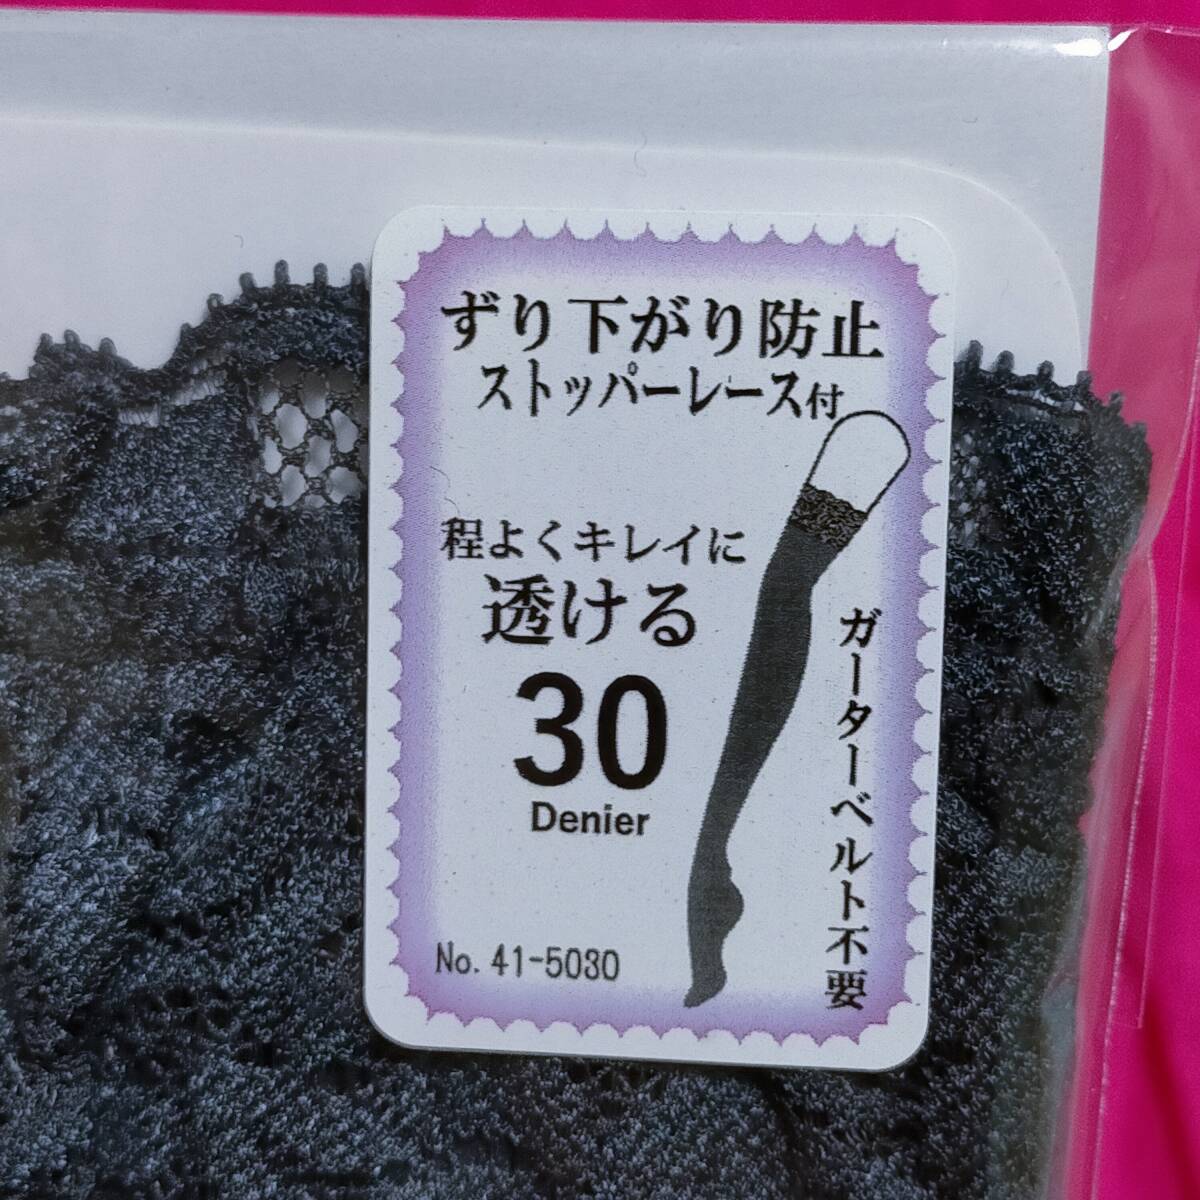 ずり下がり防止
ストッパーレース付
程よくキレイに
透ける
30
Denier
ガーターベルト不要
No. 41-5030